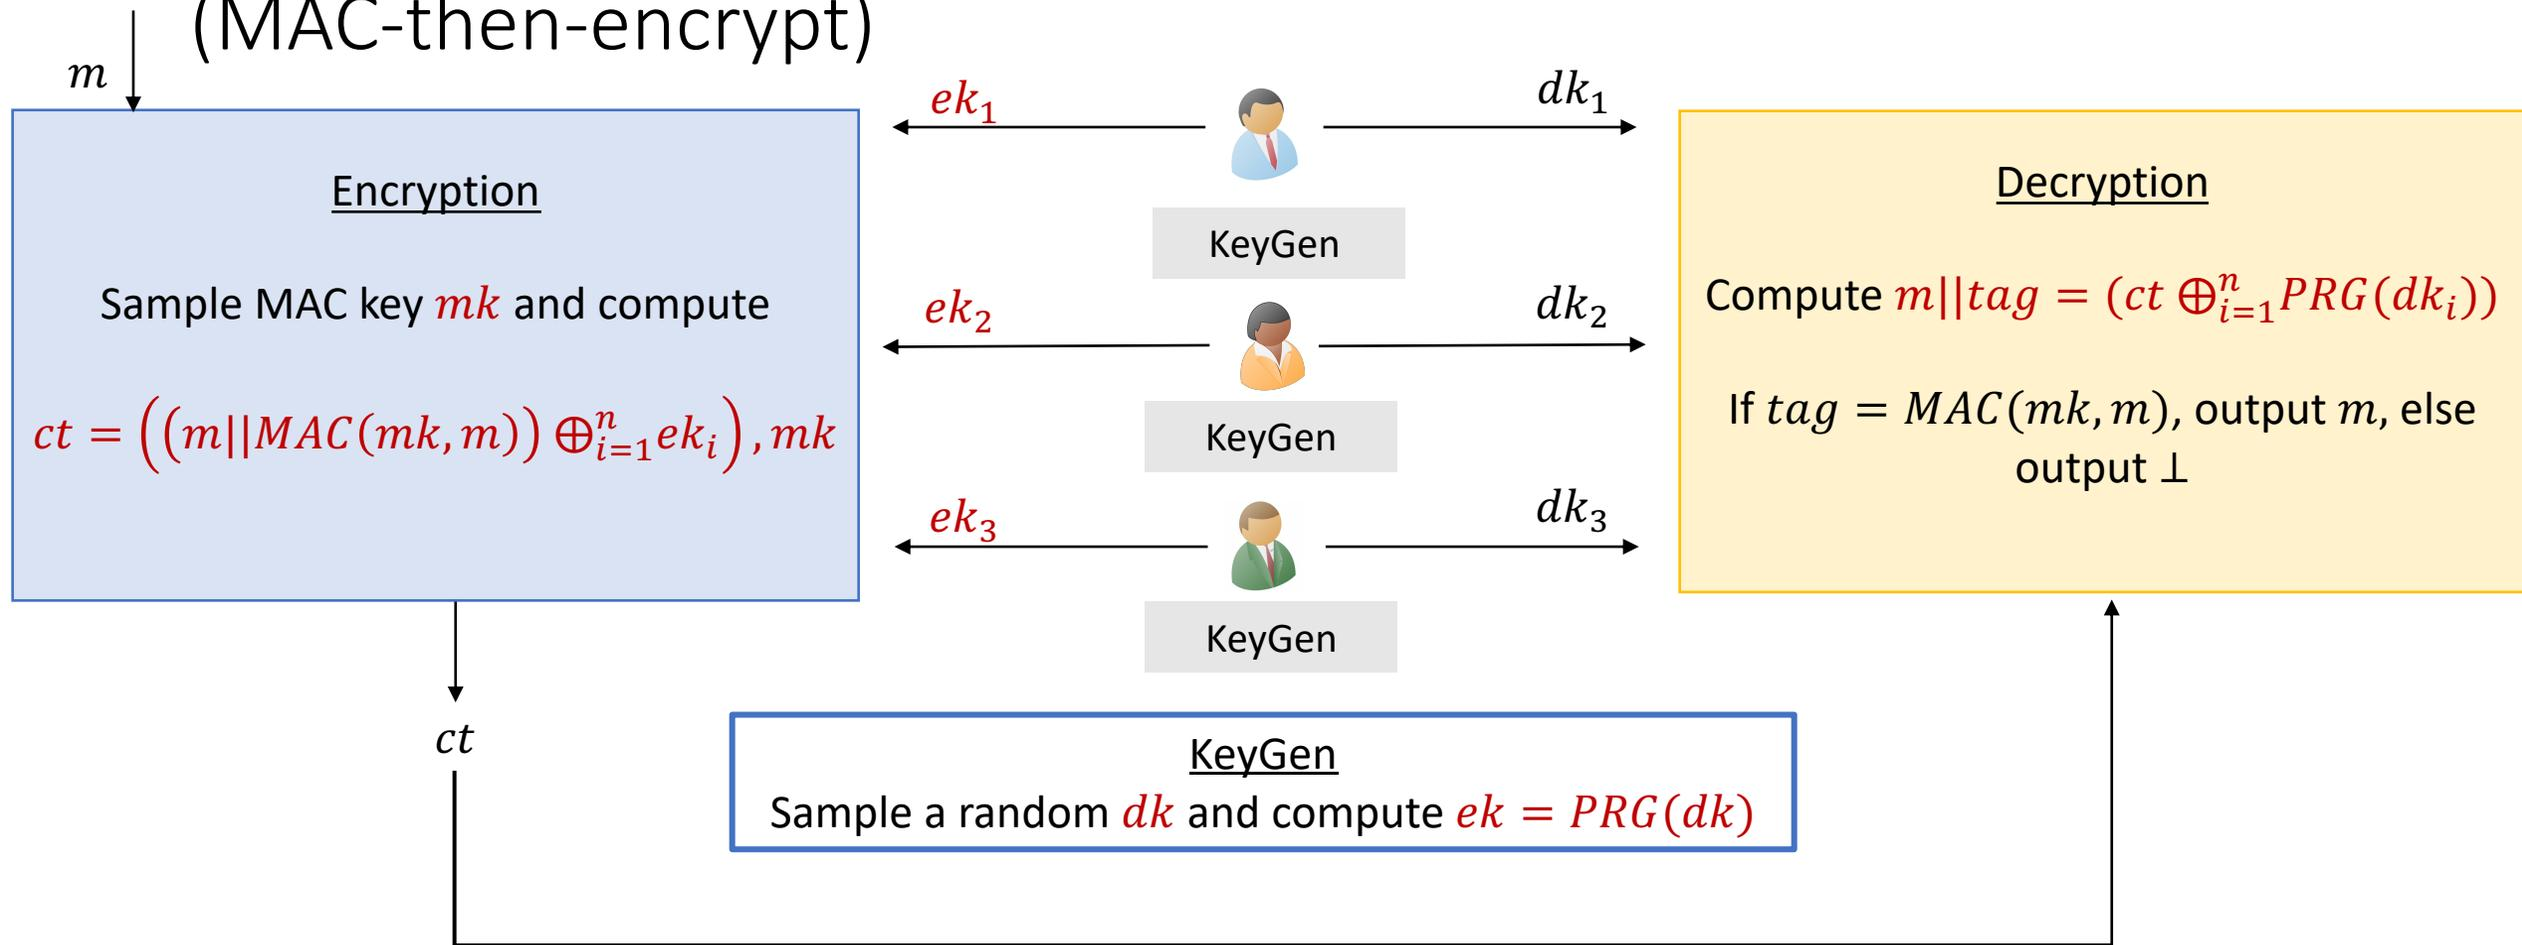 (MAC-then-encrypt)
m
ek₁
dk₁
Encryption
Sample MAC key mk and compute
ct = ((m||MAC(mk, m)) ⊕ⁿᵢ₌₁ ekᵢ), mk
KeyGen
ek₂
dk₂
KeyGen
ek₃
dk₃
KeyGen
Decryption
Compute m||tag = (ct ⊕ⁿᵢ₌₁ PRG(dkᵢ))
If tag = MAC(mk, m), output m, else
output ⊥
ct
KeyGen
Sample a random dk and compute ek = PRG(dk)